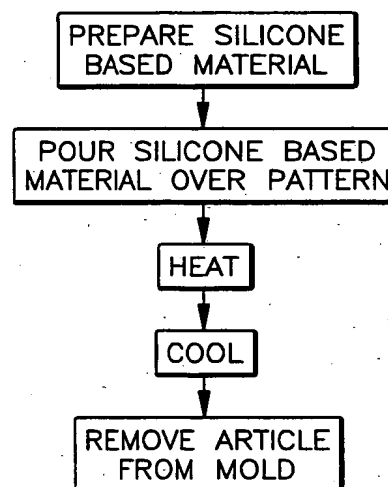 PREPARE SILICONE
BASED MATERIAL
POUR SILICONE BASED
MATERIAL OVER PATTERN
HEAT
COOL
REMOVE ARTICLE
FROM MOLD